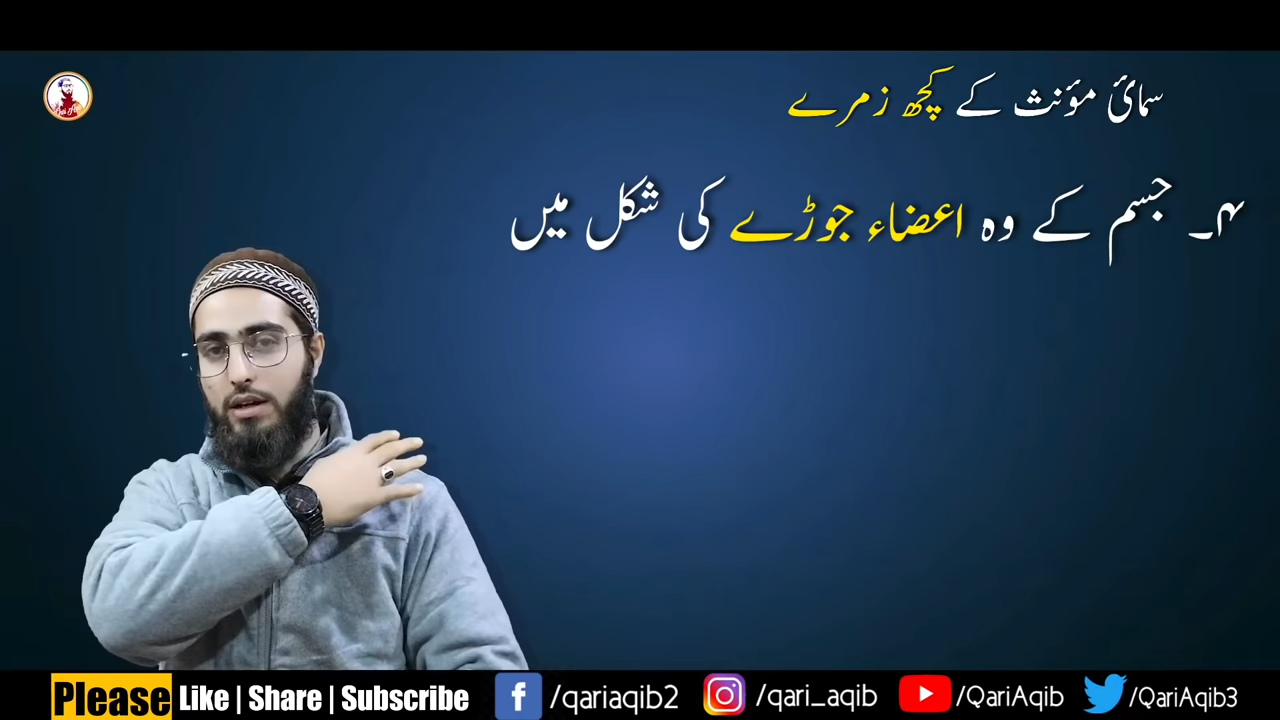 سمائ مؤنث کے کچھ زمرے
۴۔ جسم کے وہ اعضاء جوڑے کی شکل میں
Please Like | Share | Subscribe /qariaqib2 /qari_aqib /QariAqib /QariAqib3